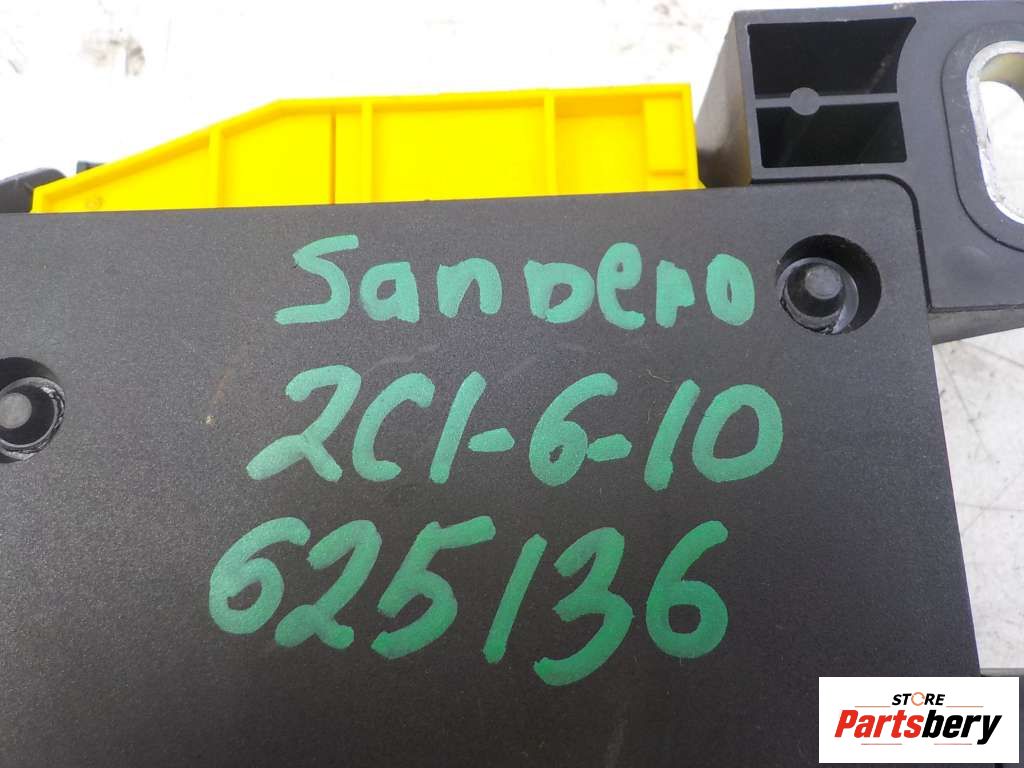 Sandero
2C1-6-10
625136
STORE
Partsbery